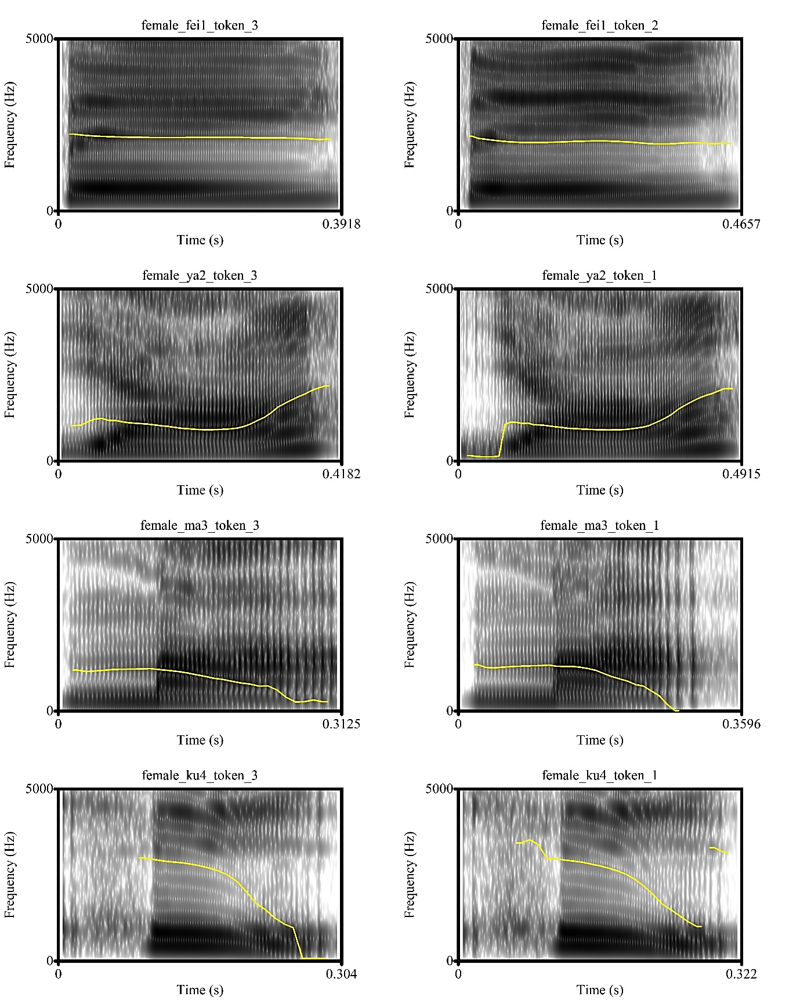 female_fei1_token_3
5000
Frequency (Hz)
0
0
0.3918
Time (s)
female_fei1_token_2
5000
Frequency (Hz)
0
0
0.4657
Time (s)
female_ya2_token_3
5000
Frequency (Hz)
0
0
0.4182
Time (s)
female_ya2_token_1
5000
Frequency (Hz)
0
0
0.4915
Time (s)
female_ma3_token_3
5000
Frequency (Hz)
0
0
0.3125
Time (s)
female_ma3_token_1
5000
Frequency (Hz)
0
0
0.3596
Time (s)
female_ku4_token_3
5000
Frequency (Hz)
0
0
0.304
Time (s)
female_ku4_token_1
5000
Frequency (Hz)
0
0
0.322
Time (s)